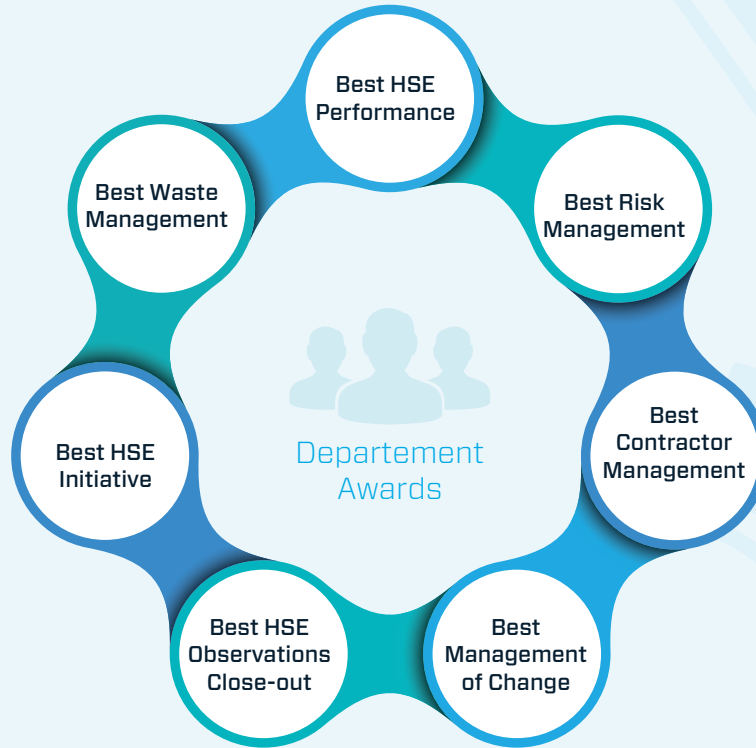 Best HSE
Performance
Best Risk
Management
Best
Contractor
Management
Best
Management
of Change
Best HSE
Observations
Close-out
Best HSE
Initiative
Best Waste
Management
Departement
Awards